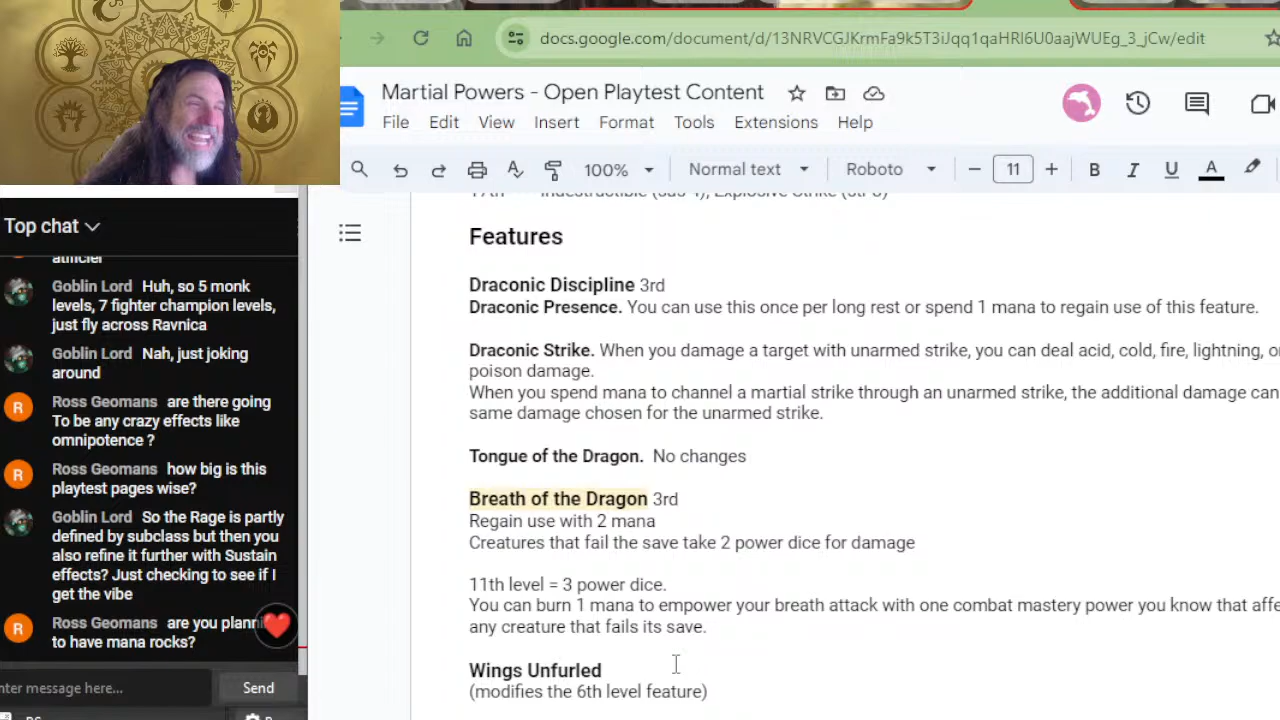 docs.google.com/document/d/13NRVCGJKrmFa9k5T3iJqq1qaHRl6U0aajWUEg_3_jCw/edit
Martial Powers - Open Playtest Content
File Edit View Insert Format Tools Extensions Help
100% Normal text Roboto 11 B I U A
Top chat
Goblin Lord Huh, so 5 monk
levels, 7 fighter champion levels,
just fly across Ravnica
Goblin Lord Nah, just joking
around
Ross Geomans are there going
To be any crazy effects like
omnipotence ?
Ross Geomans how big is this
playtest pages wise?
Goblin Lord So the Rage is partly
defined by subclass but then you
also refine it further with Sustain
effects? Just checking to see if I
get the vibe
Ross Geomans are you planni
to have mana rocks?
nter message here...
Send
Features
Draconic Discipline 3rd
Draconic Presence. You can use this once per long rest or spend 1 mana to regain use of this feature.
Draconic Strike. When you damage a target with unarmed strike, you can deal acid, cold, fire, lightning, or
poison damage.
When you spend mana to channel a martial strike through an unarmed strike, the additional damage can
same damage chosen for the unarmed strike.
Tongue of the Dragon. No changes
Breath of the Dragon 3rd
Regain use with 2 mana
Creatures that fail the save take 2 power dice for damage
11th level = 3 power dice.
You can burn 1 mana to empower your breath attack with one combat mastery power you know that affe
any creature that fails its save.
Wings Unfurled
(modifies the 6th level feature)